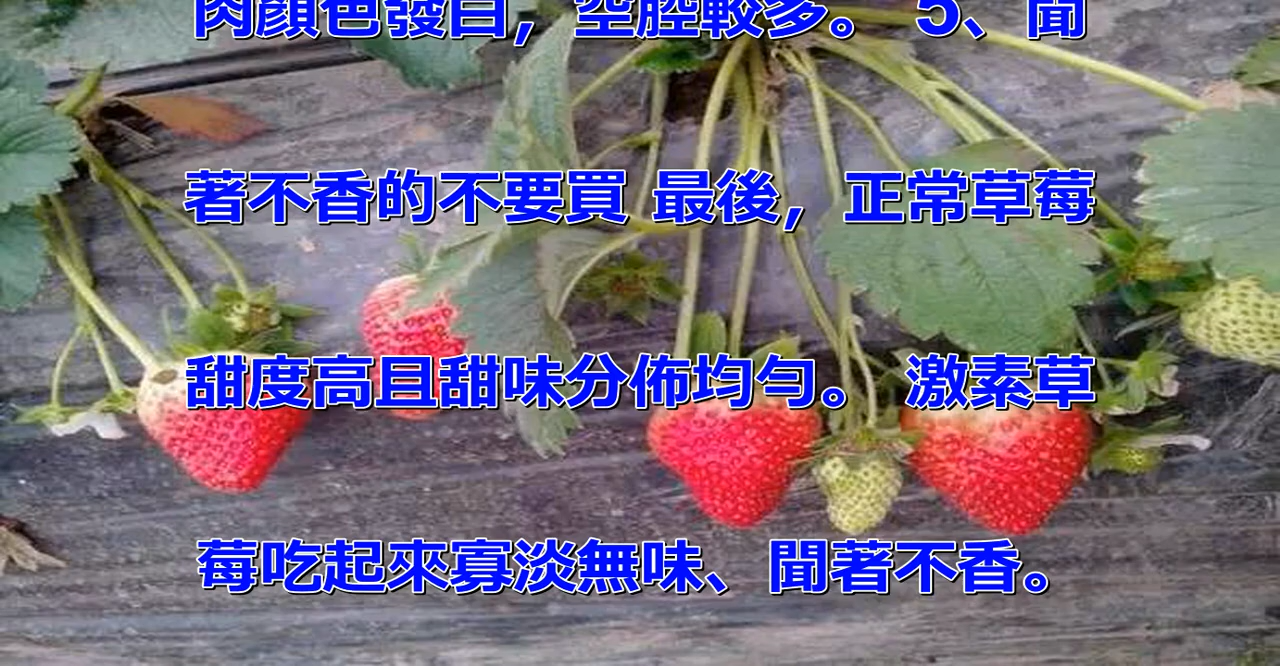 肉顏色發白，空腔較多。 5、聞
著不香的不要買 最後，正常草莓
甜度高且甜味分佈均勻。 激素草
莓吃起來寡淡無味、聞著不香。